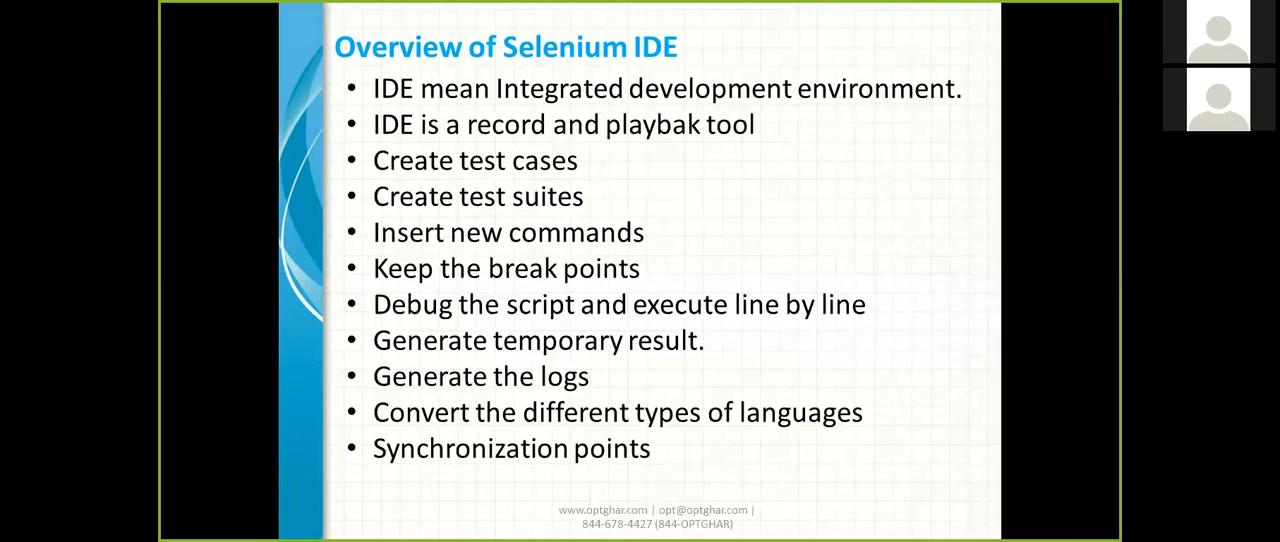 Overview of Selenium IDE
• IDE mean Integrated development environment.
• IDE is a record and playbak tool
• Create test cases
• Create test suites
• Insert new commands
• Keep the break points
• Debug the script and execute line by line
• Generate temporary result.
• Generate the logs
• Convert the different types of languages
• Synchronization points
www.optghar.com | opt@optghar.com |
844-678-4427 (844-OPTGHAR)